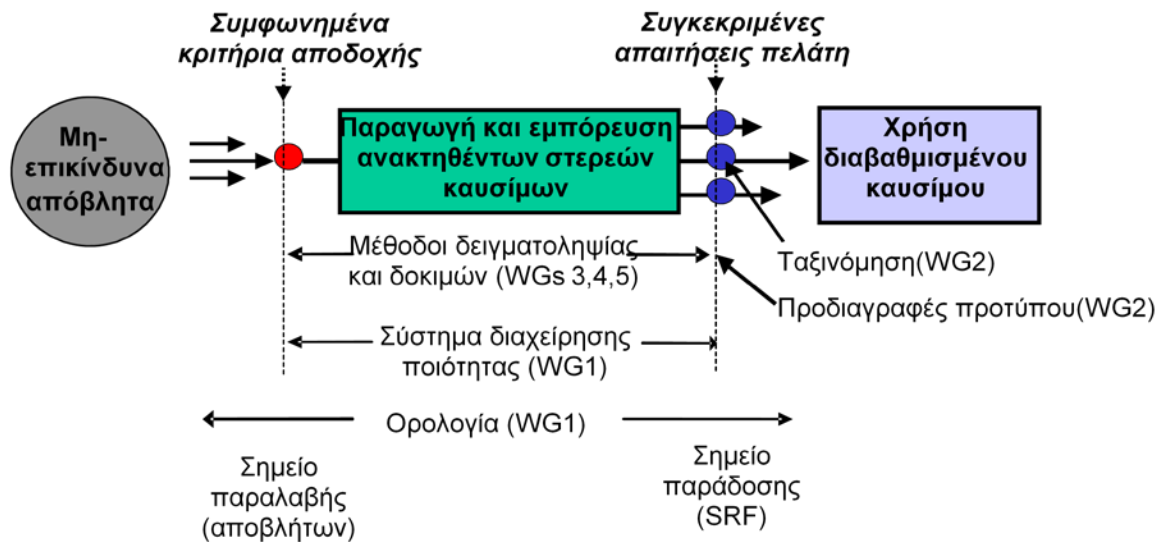 Συμφωνημένα
κριτήρια αποδοχής
Συγκεκριμένες
απαιτήσεις πελάτη
Μη-
επικίνδυνα
απόβλητα
Παραγωγή και εμπόρευση
ανακτηθέντων στερεών
καυσίμων
Χρήση
διαβαθμισμένου
καυσίμου
Μέθοδοι δειγματοληψίας
και δοκιμών (WGs 3,4,5)
Ταξινόμηση(WG2)
Προδιαγραφές προτύπου(WG2)
Σύστημα διαχείρησης
ποιότητας (WG1)
Ορολογία (WG1)
Σημείο
παραλαβής
(αποβλήτων)
Σημείο
παράδοσης
(SRF)